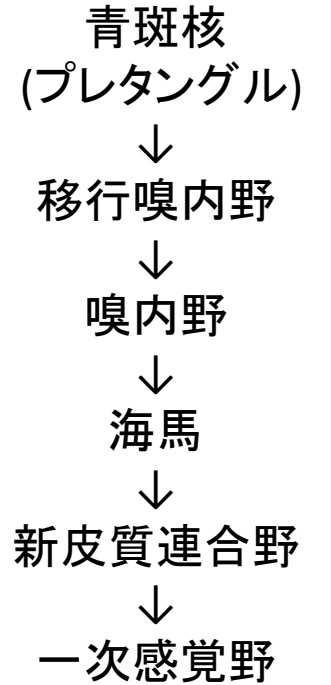 青斑核
(プレタングル)
↓
移行嗅内野
↓
嗅内野
↓
海馬
↓
新皮質連合野
↓
一次感覚野